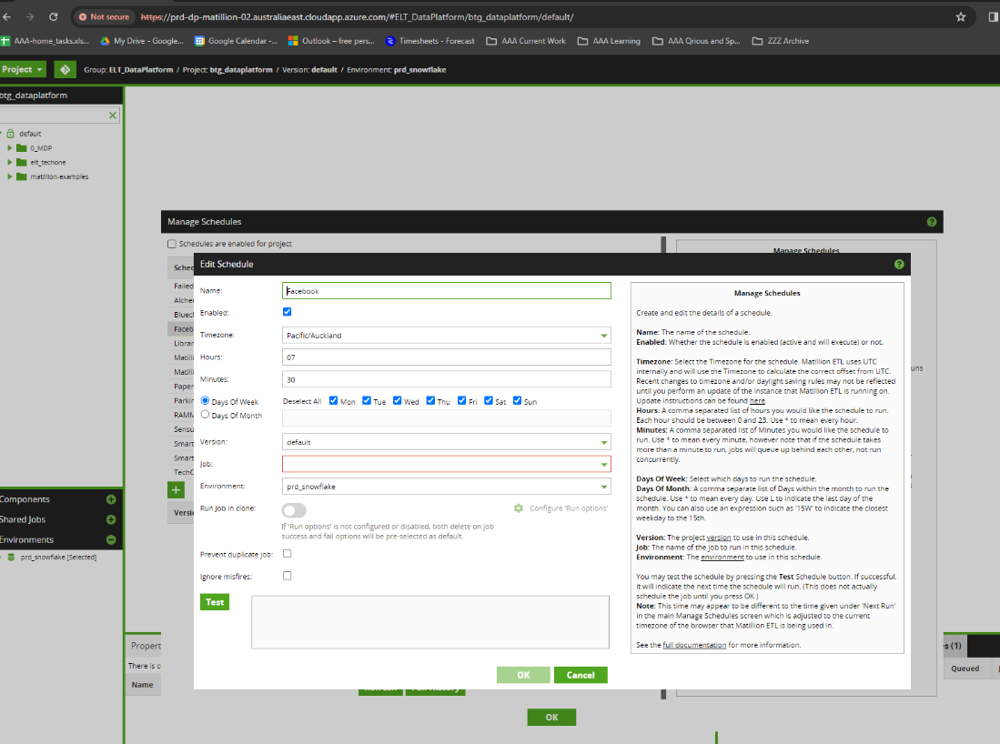 Not secure
https://prd-dp-matillion-02.australiaeast.cloudapp.azure.com/#ELT_DataPlatform/btg_dataplatform/default/
AAA-home_tasks.xls...
My Drive - Google...
Google Calendar -...
Outlook – free pers...
Timesheets - Forecast
AAA Current Work
AAA Learning
AAA Qrious and Sp...
ZZZ Archive
Project
Group: ELT_DataPlatform / Project: btg_dataplatform / Version: default / Environment: prd_snowflake
btg_dataplatform
default
0_MDP
elt_techone
matillion-examples
Components
Shared Jobs
Environments
prd_snowflake [Selected]
Manage Schedules
Schedules are enabled for project
Manage Schedules
Sched
Failed
Alche
Bluec
Faceb
Librar
Matilli
Matill
Paper
Parkin
RAMM
Sensu
Smart
Smart
TechC
Versi
uns
Edit Schedule
Name:
Facebook
Enabled:
Timezone:
Pacific/Auckland
Hours:
07
Minutes:
30
Days Of Week
Deselect All
Mon
Tue
Wed
Thu
Fri
Sat
Sun
Days Of Month
Version:
default
Job:
Environment:
prd_snowflake
Run Job in clone:
Configure 'Run options'
If 'Run options' is not configured or disabled, both delete on job
success and fail options will be pre-selected as default.
Prevent duplicate job:
Ignore misfires:
Test
OK
Cancel
Manage Schedules
Create and edit the details of a schedule.
Name: The name of the schedule.
Enabled: Whether the schedule is enabled (active and will execute) or not.
Timezone: Select the Timezone for the schedule. Matillion ETL uses UTC
internally and will use the Timezone to calculate the correct offset from UTC.
Recent changes to timezone and/or daylight saving rules may not be reflected
until you perform an update of the instance that Matillion ETL is running on.
Update instructions can be found here.
Hours: A comma separated list of hours you would like the schedule to run.
Each hour should be between 0 and 23. Use * to mean every hour.
Minutes: A comma separated list of Minutes you would like the schedule to
run. Use * to mean every minute, however note that if the schedule takes
more than a minute to run, jobs will queue up behind each other, not run
concurrently.
Days Of Week: Select which days to run the schedule.
Days Of Month: A comma separate list of Days within the month to run the
schedule. Use * to mean every day. Use L to indicate the last day of the
month. You can also use an expression such as '15W' to indicate the closest
weekday to the 15th.
Version: The project version to use in this schedule.
Job: The name of the job to run in this schedule.
Environment: The environment to use in this schedule.
You may test the schedule by pressing the Test Schedule button. If successful,
it will indicate the next time the schedule will run. (This does not actually
schedule the job until you press OK.)
Note: This time may appear to be different to the time given under 'Next Run'
in the main Manage Schedules screen which is adjusted to the current
timezone of the browser that Matillion ETL is being used in.
See the full documentation for more information.
Propert
There is c
Name
s (1)
Queued
OK